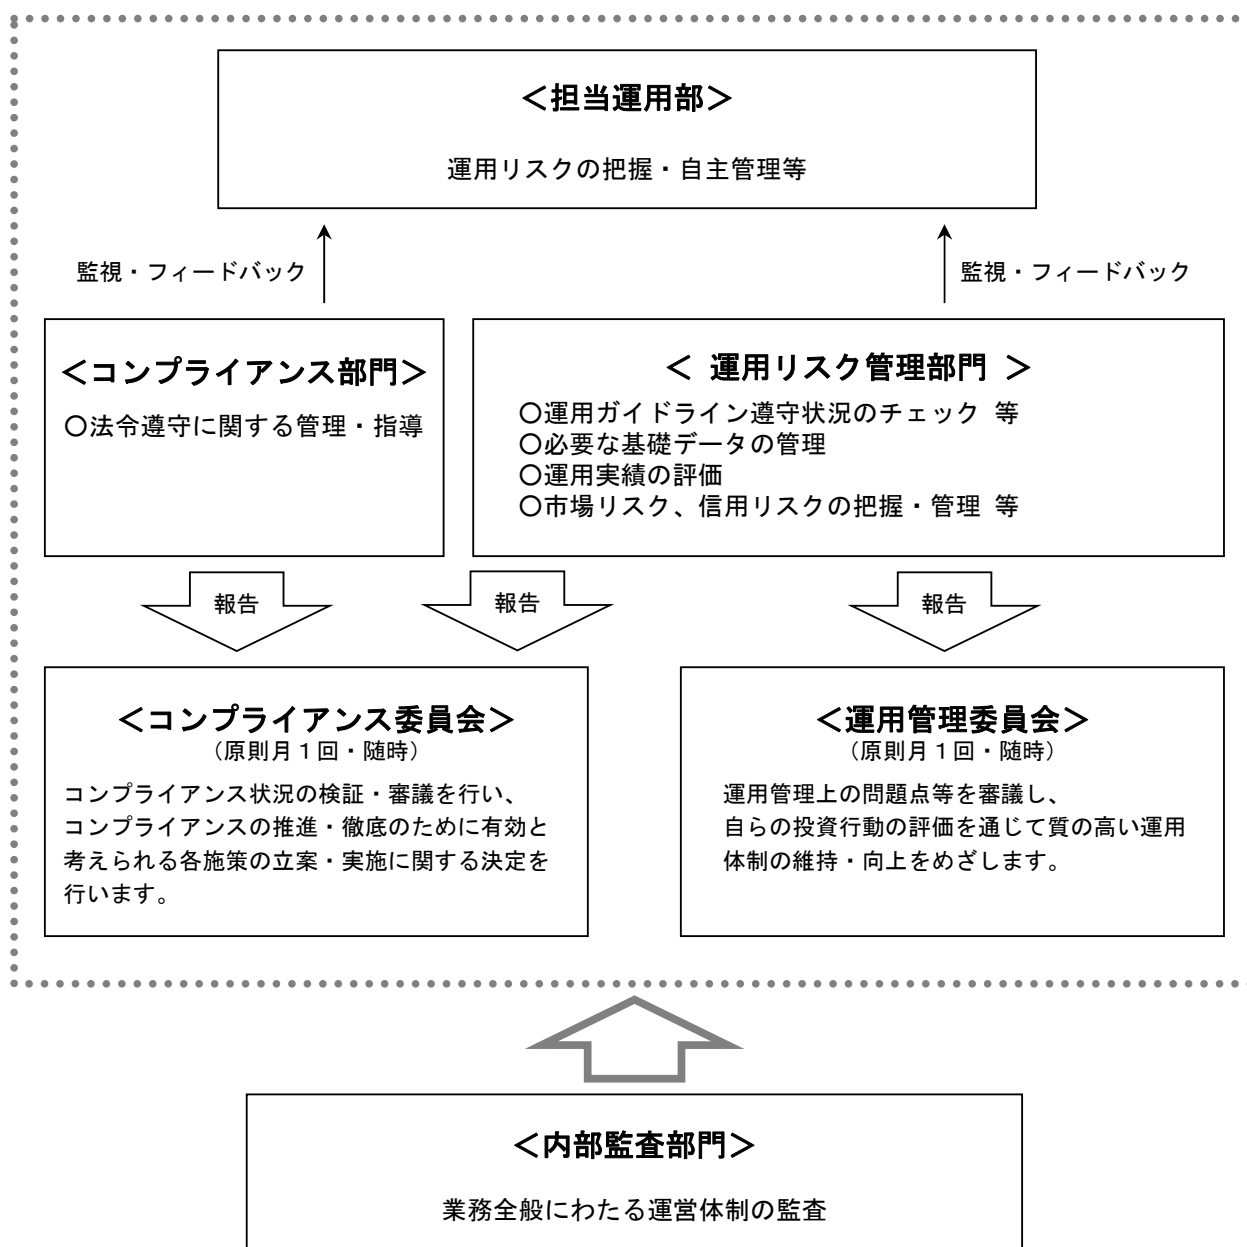 ＜担当運用部＞
運用リスクの把握・自主管理等
監視・フィードバック
監視・フィードバック
＜コンプライアンス部門＞
○法令遵守に関する管理・指導
＜ 運用リスク管理部門 ＞
○運用ガイドライン遵守状況のチェック 等
○必要な基礎データの管理
○運用実績の評価
○市場リスク、信用リスクの把握・管理 等
報告
報告
報告
＜コンプライアンス委員会＞
（原則月１回・随時）
コンプライアンス状況の検証・審議を行い、
コンプライアンスの推進・徹底のために有効と
考えられる各施策の立案・実施に関する決定を
行います。
＜運用管理委員会＞
（原則月１回・随時）
運用管理上の問題点等を審議し、
自らの投資行動の評価を通じて質の高い運用
体制の維持・向上をめざします。
＜内部監査部門＞
業務全般にわたる運営体制の監査